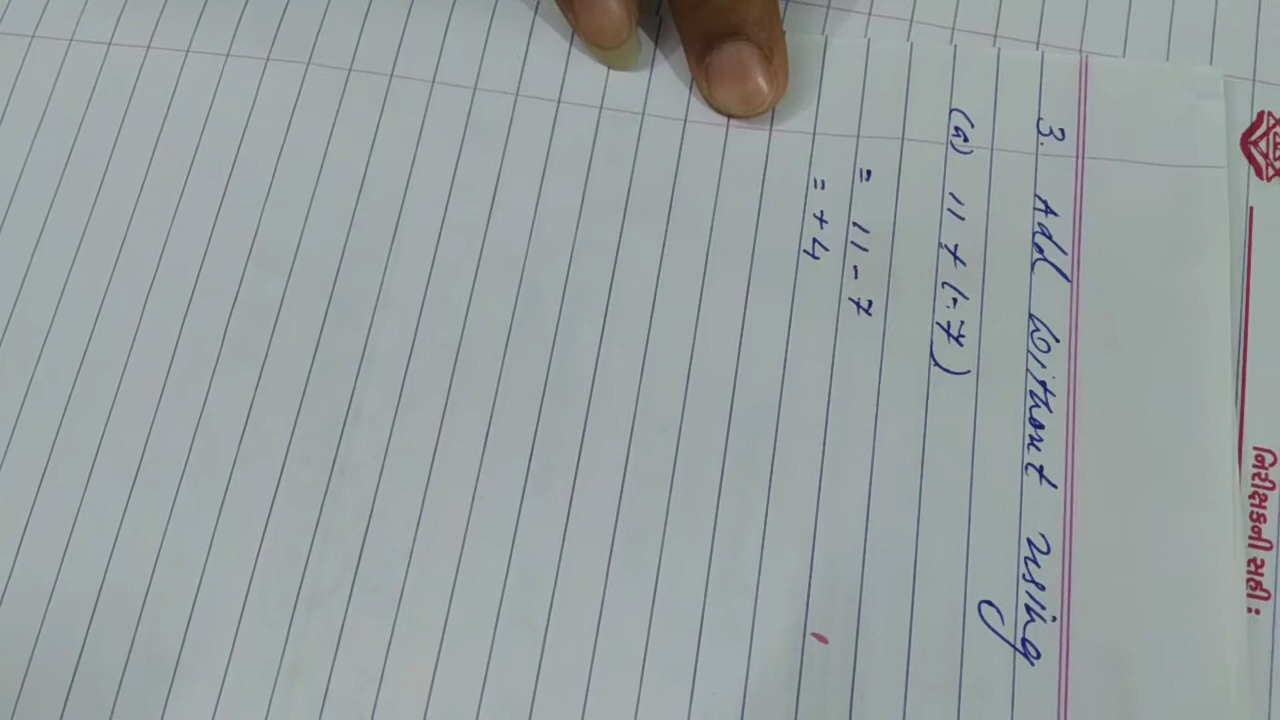 નિરીક્ષકની સહી :
3. Add without using
(a) 11 + (-7)
= 11 - 7
= + 4